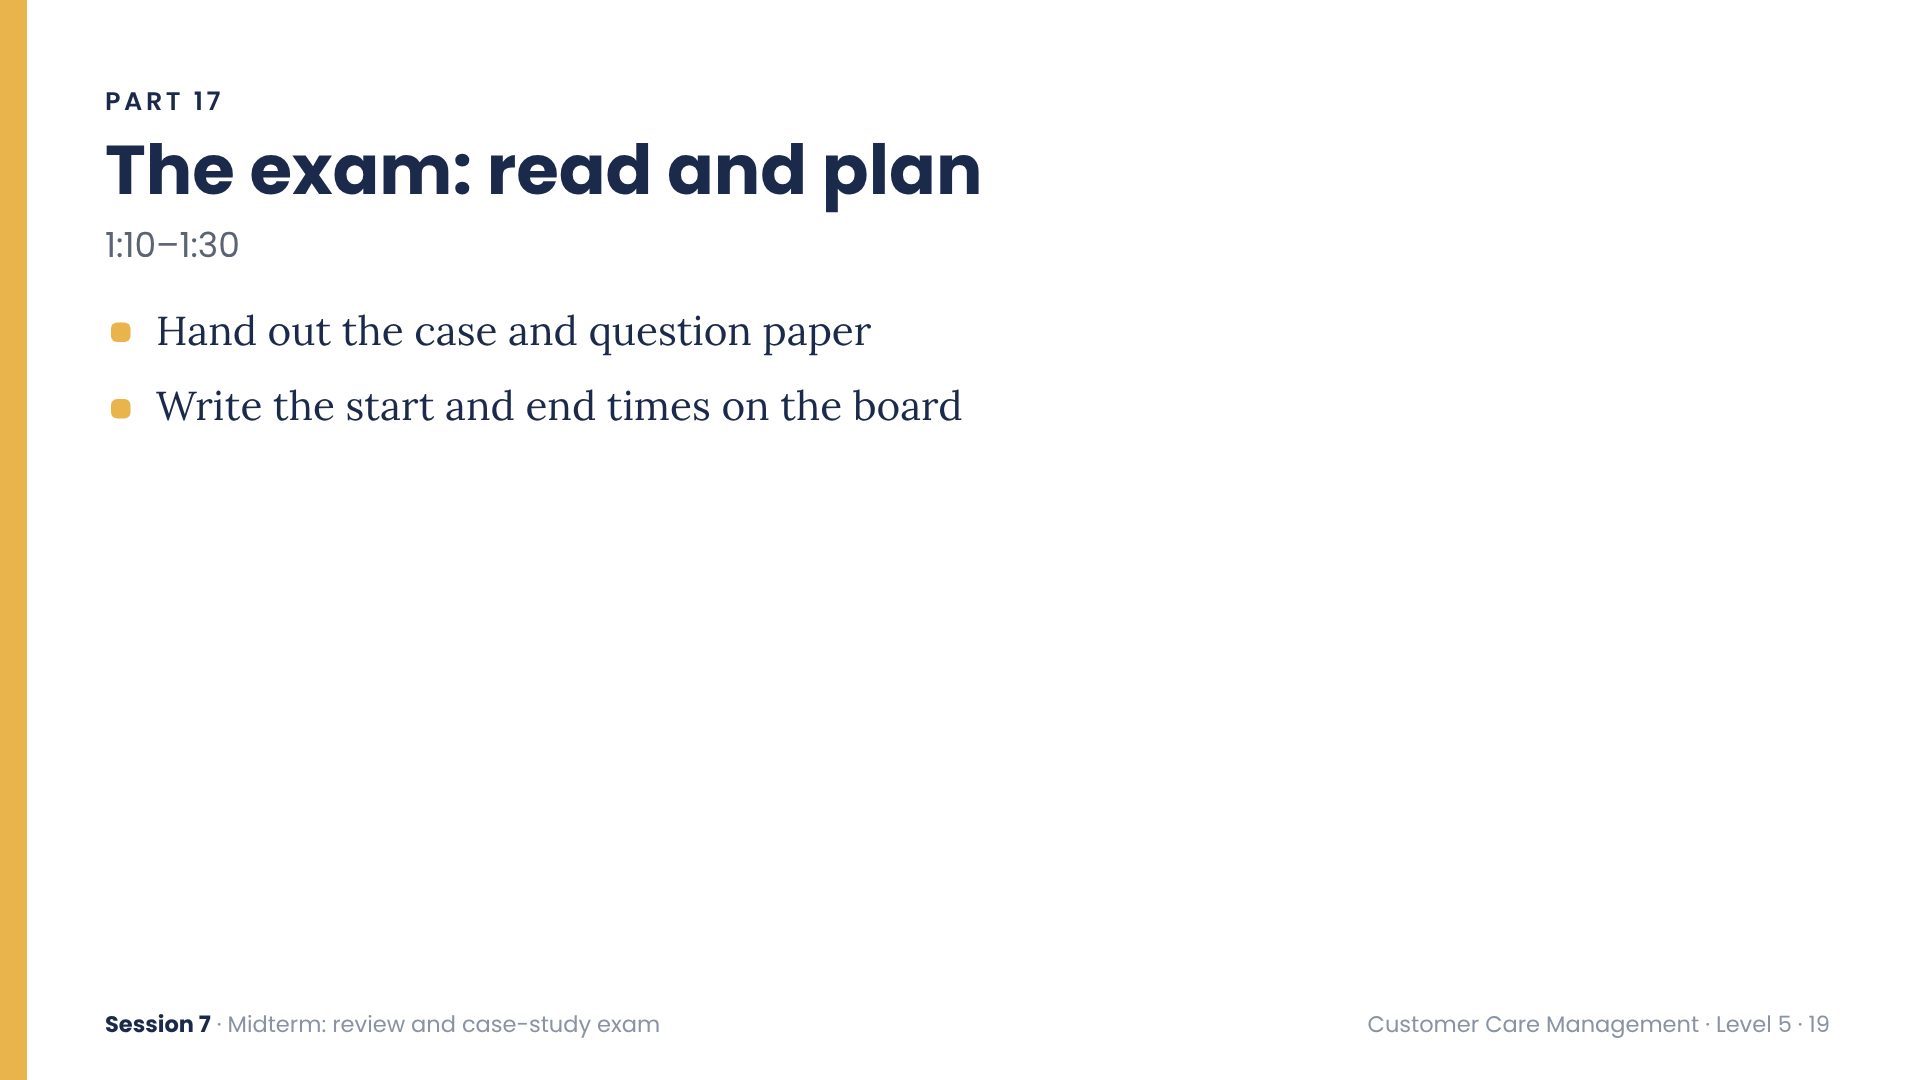 PART 17
The exam: read and plan
1:10–1:30
Hand out the case and question paper
Write the start and end times on the board
Session 7 · Midterm: review and case-study exam
Customer Care Management · Level 5 · 19